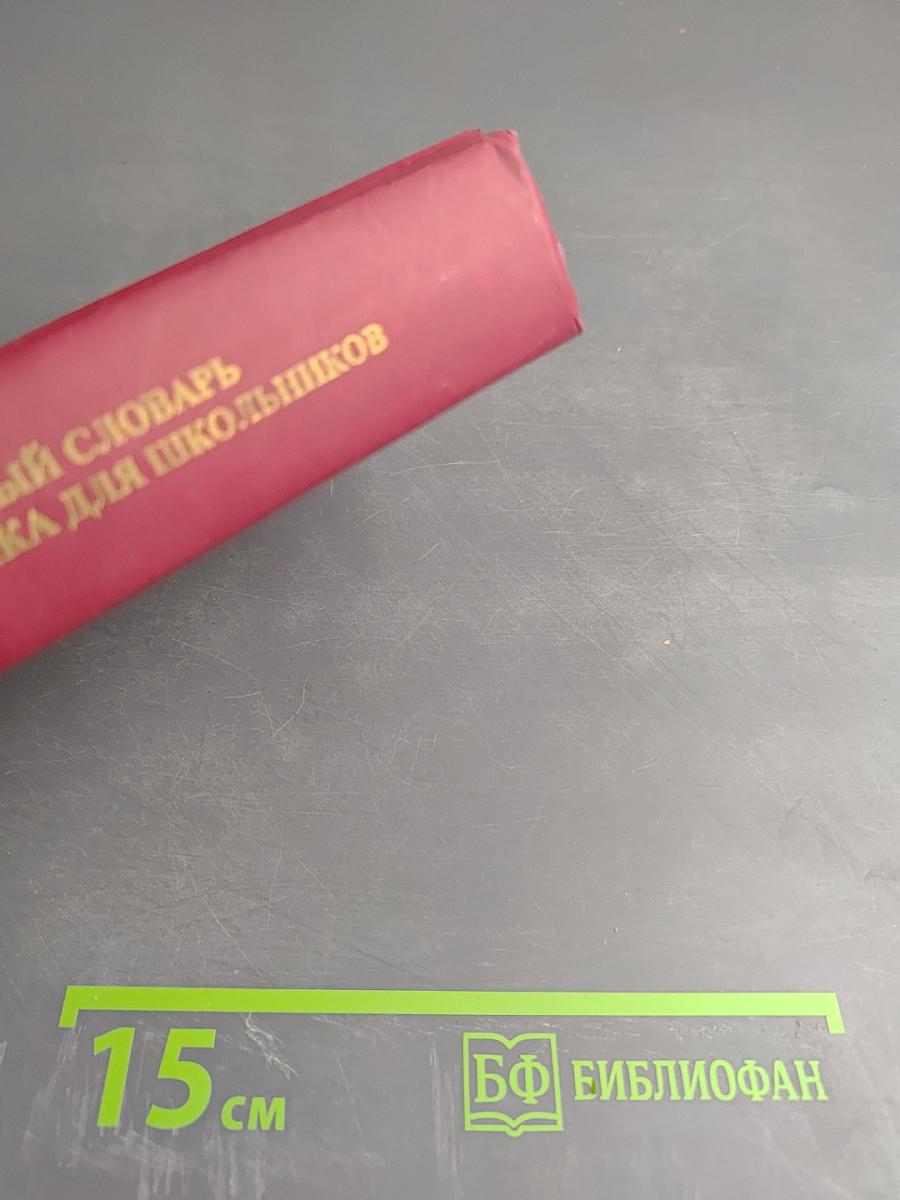 ЫЙ СЛОВАРЬ
КА ДЛЯ ШКОЛЬНИКОВ
15 см
БФ БИБЛИОФАН